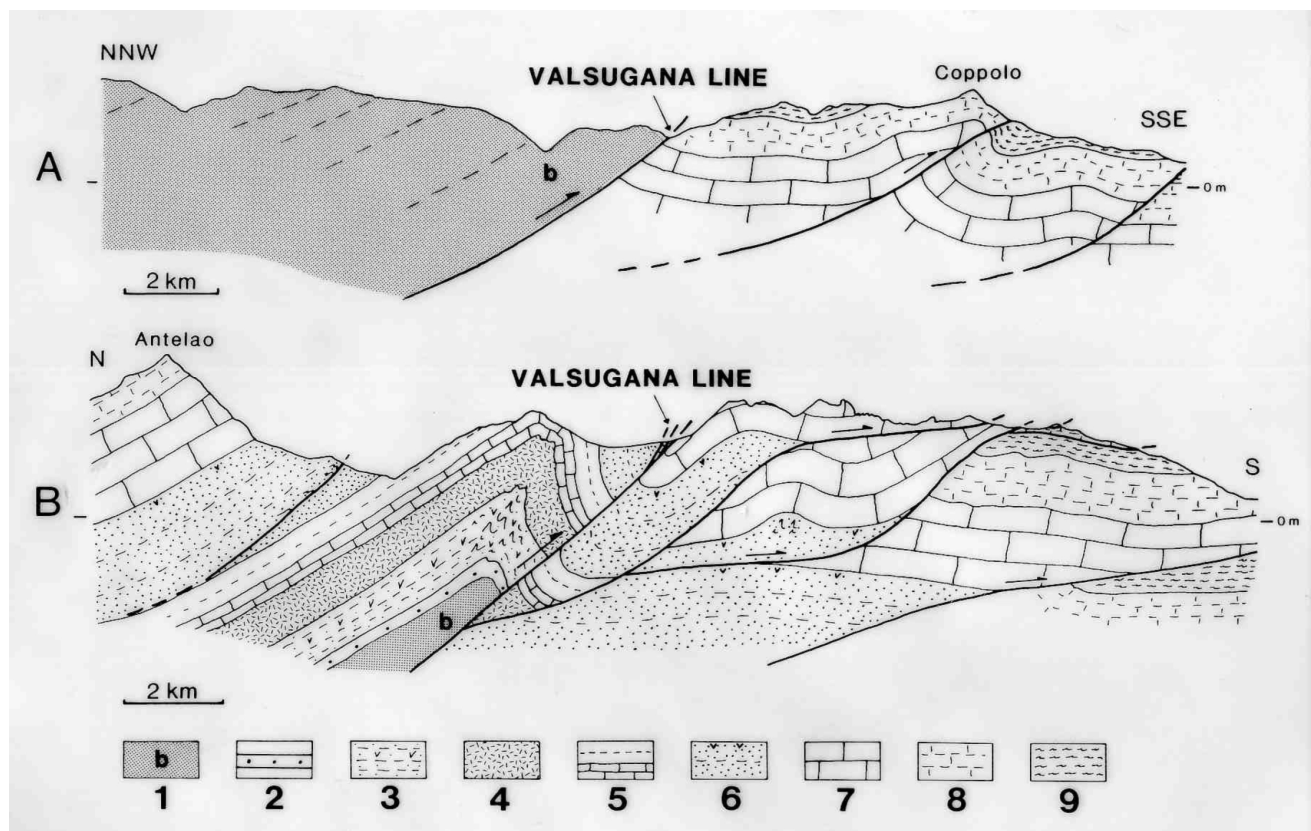 NNW
VALSUGANA LINE
Coppolo
SSE
A
b
0 m
2 km
N
Antelao
VALSUGANA LINE
S
B
b
0 m
2 km
b
1 2 3 4 5 6 7 8 9